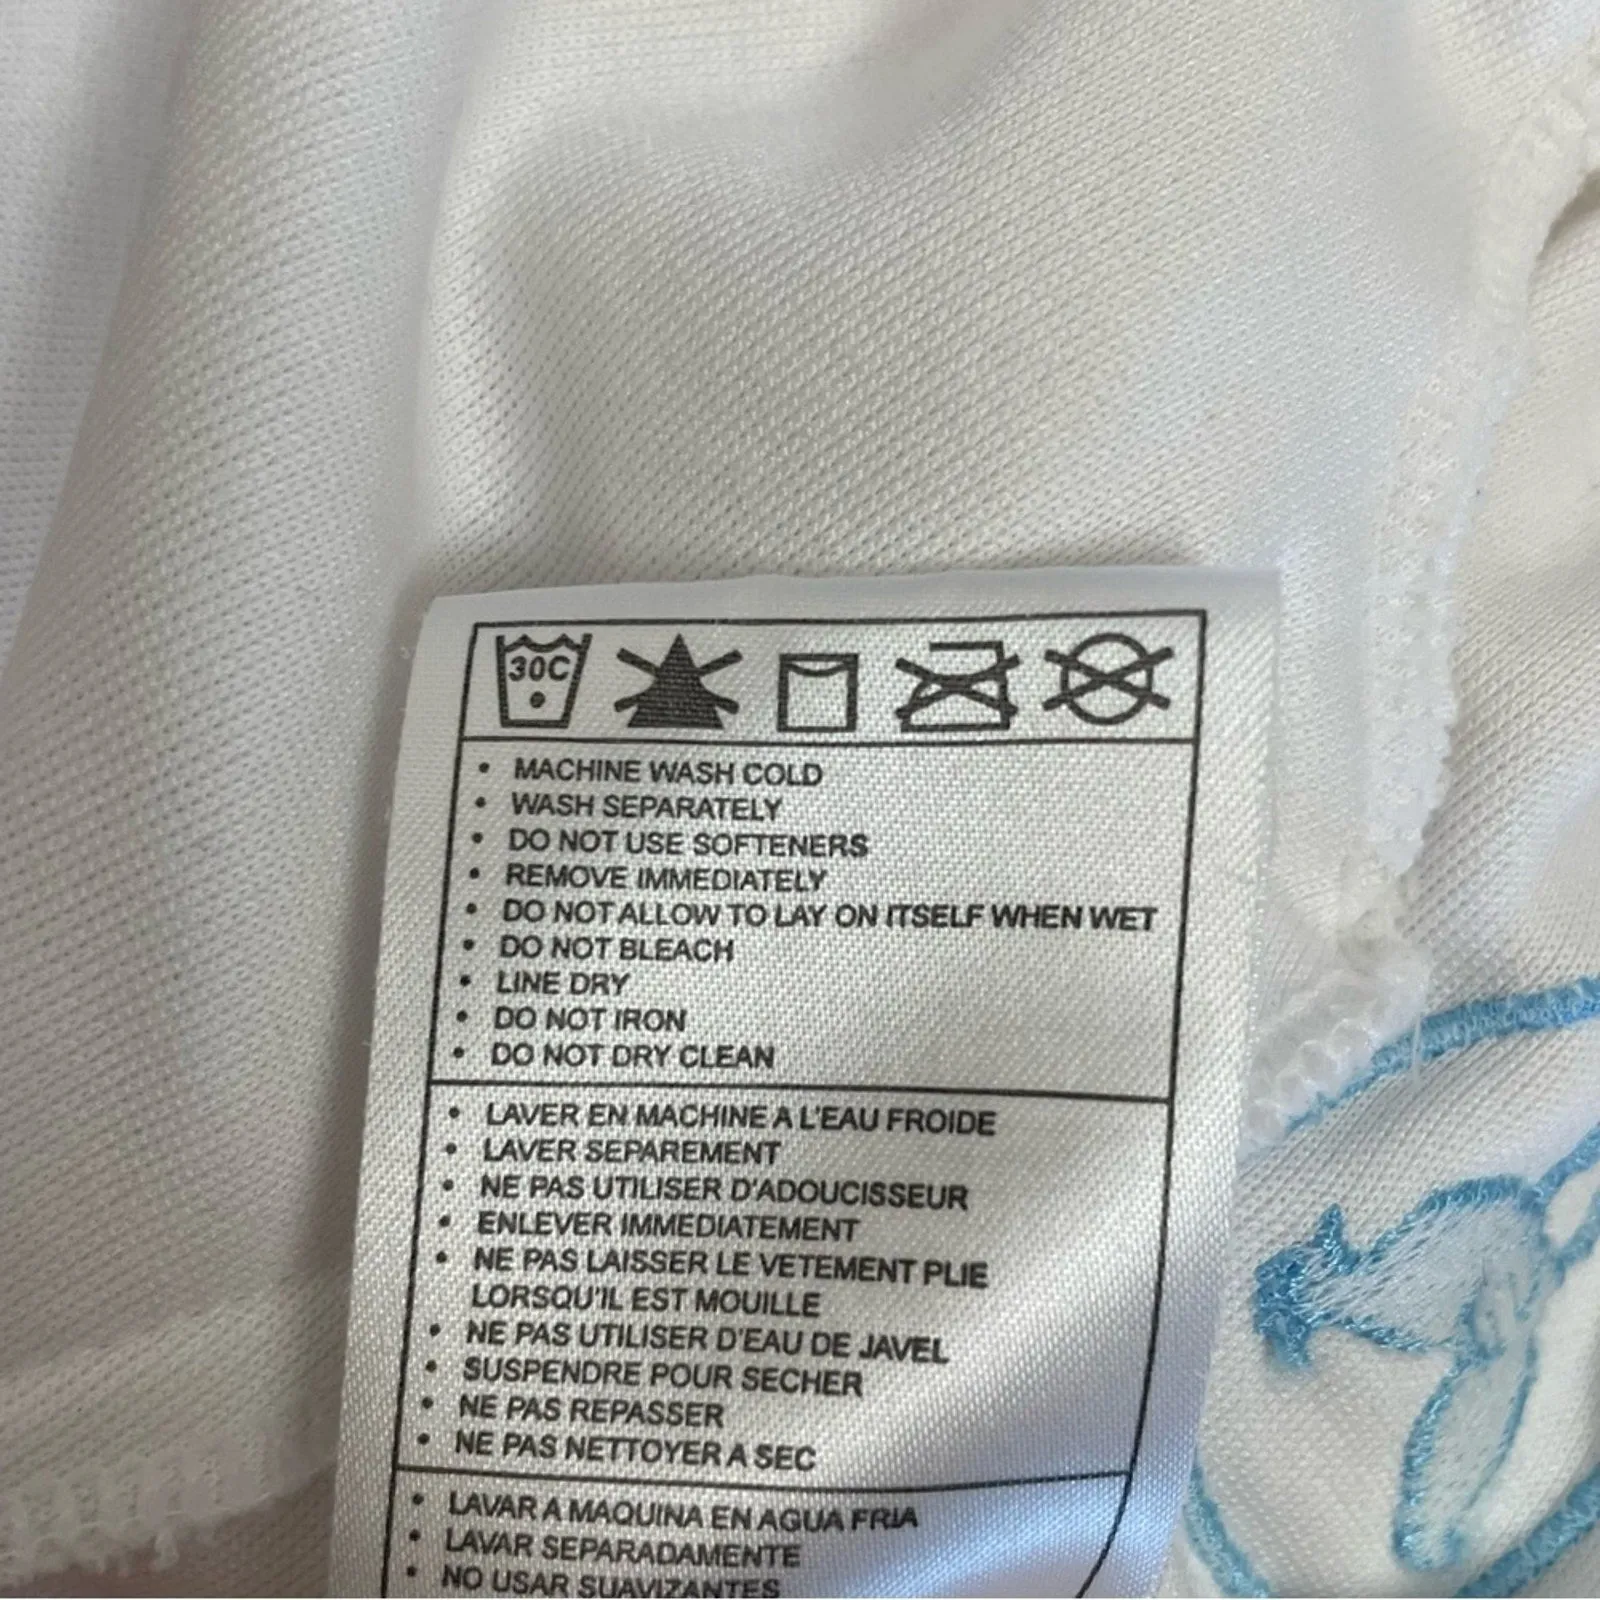 30C
• MACHINE WASH COLD
• WASH SEPARATELY
• DO NOT USE SOFTENERS
• REMOVE IMMEDIATELY
• DO NOT ALLOW TO LAY ON ITSELF WHEN WET
• DO NOT BLEACH
• LINE DRY
• DO NOT IRON
• DO NOT DRY CLEAN
• LAVER EN MACHINE A L'EAU FROIDE
• LAVER SEPAREMENT
• NE PAS UTILISER D'ADOUCISSEUR
• ENLEVER IMMEDIATEMENT
• NE PAS LAISSER LE VETEMENT PLIE
LORSQU'IL EST MOUILLE
• NE PAS UTILISER D'EAU DE JAVEL
• SUSPENDRE POUR SECHER
• NE PAS REPASSER
• NE PAS NETTOYER A SEC
• LAVAR A MAQUINA EN AGUA FRIA
• LAVAR SEPARADAMENTE
• NO USAR SUAVIZANTES